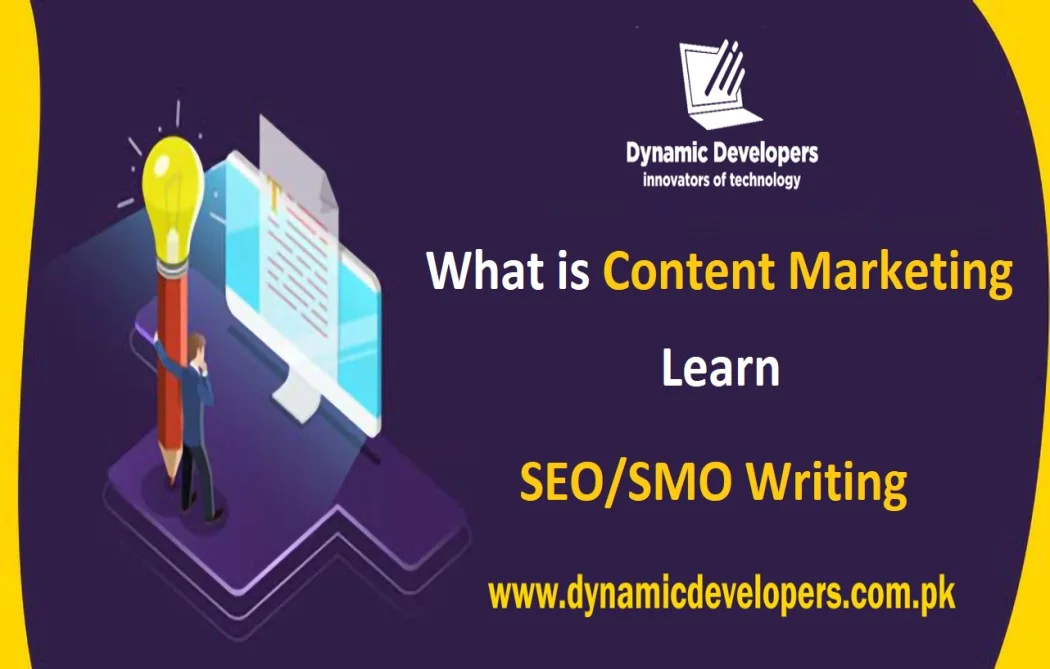 Dynamic Developers
innovators of technology
What is Content Marketing
Learn
SEO/SMO Writing
www.dynamicdevelopers.com.pk
T